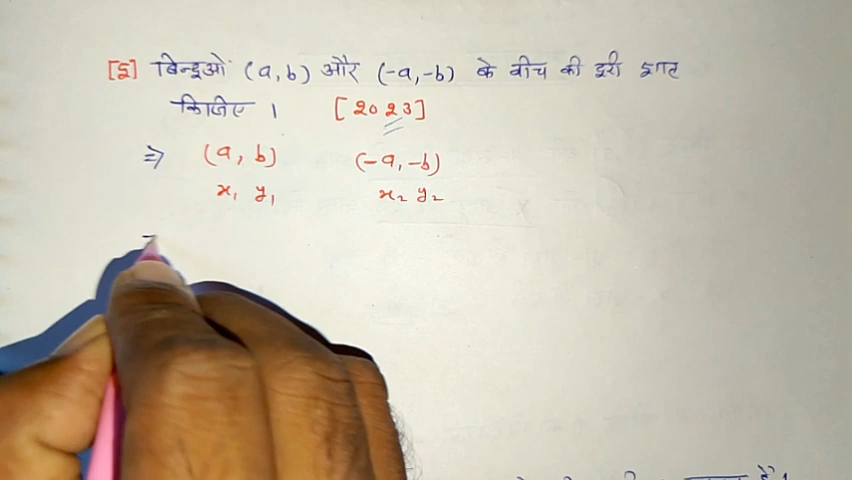 [5] बिन्दुओं (a, b) और (-a, -b) के बीच की दूरी ज्ञात
किजिए । [2023]
⇒ (a, b) (-a, -b)
x₁ y₁ x₂ y₂